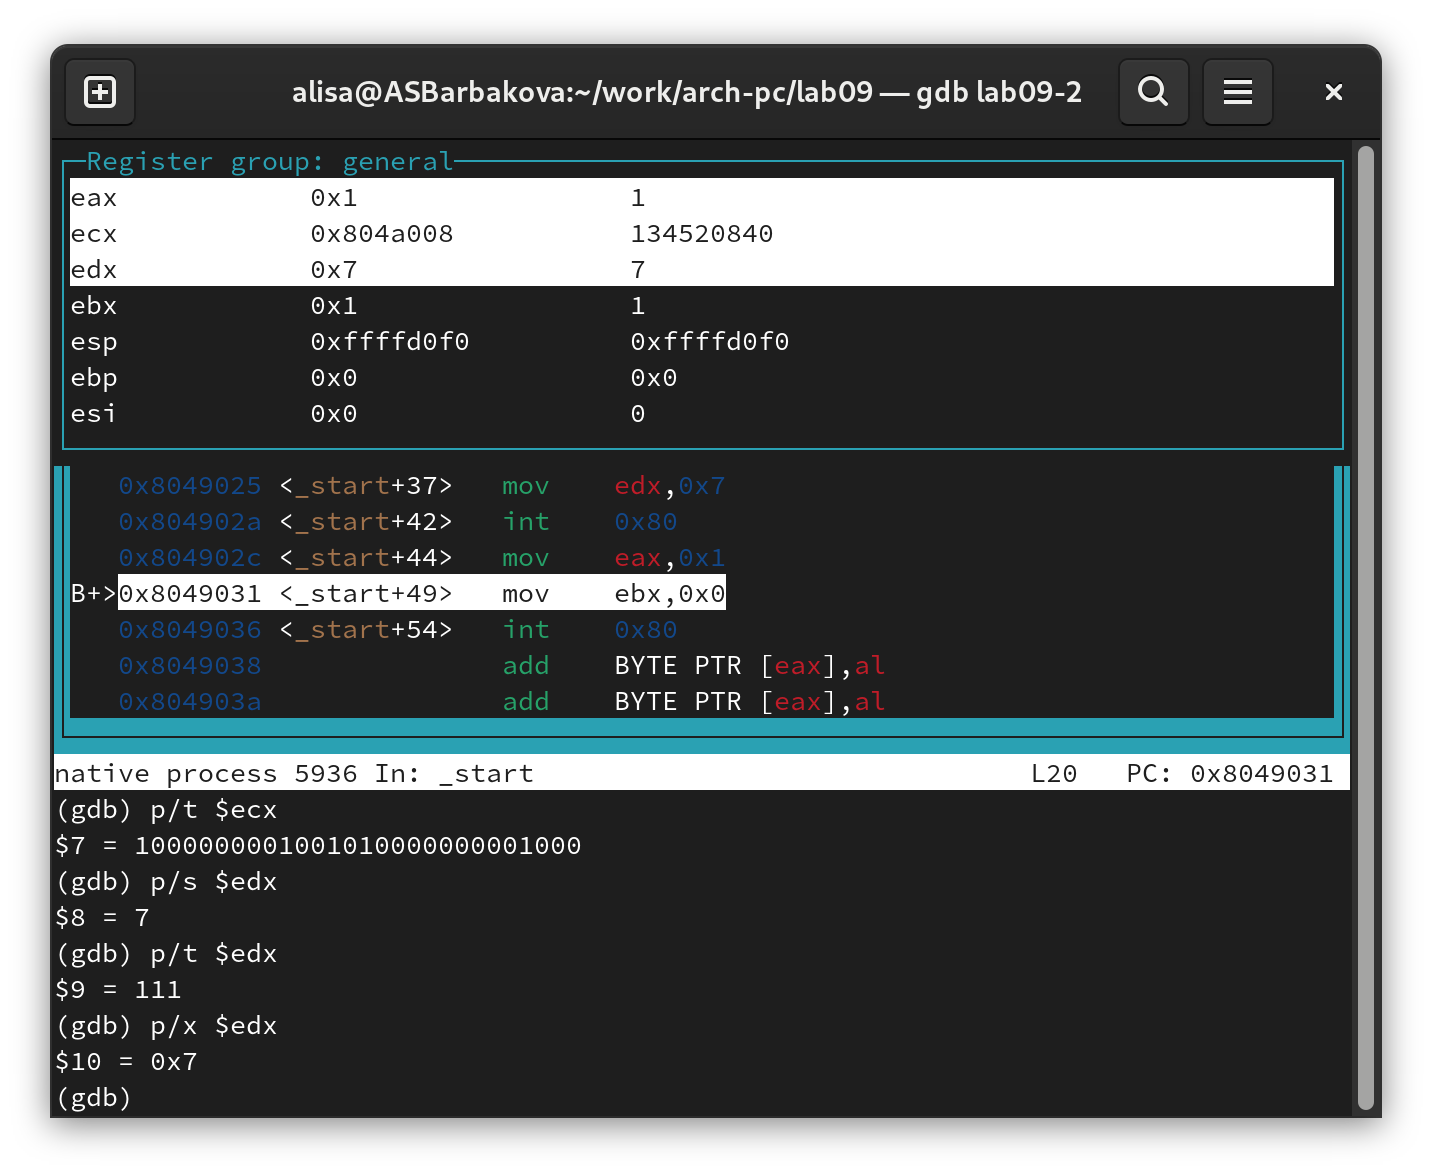 alisa@ASBarbakova:~/work/arch-pc/lab09 — gdb lab09-2
Register group: general
eax 0x1 1
ecx 0x804a008 134520840
edx 0x7 7
ebx 0x1 1
esp 0xffffd0f0 0xffffd0f0
ebp 0x0 0x0
esi 0x0 0
0x8049025 <_start+37> mov edx,0x7
0x804902a <_start+42> int 0x80
0x804902c <_start+44> mov eax,0x1
B+>0x8049031 <_start+49> mov ebx,0x0
0x8049036 <_start+54> int 0x80
0x8049038 add BYTE PTR [eax],al
0x804903a add BYTE PTR [eax],al
native process 5936 In: _start L20 PC: 0x8049031
(gdb) p/t $ecx
$7 = 1000000001001010000000001000
(gdb) p/s $edx
$8 = 7
(gdb) p/t $edx
$9 = 111
(gdb) p/x $edx
$10 = 0x7
(gdb)